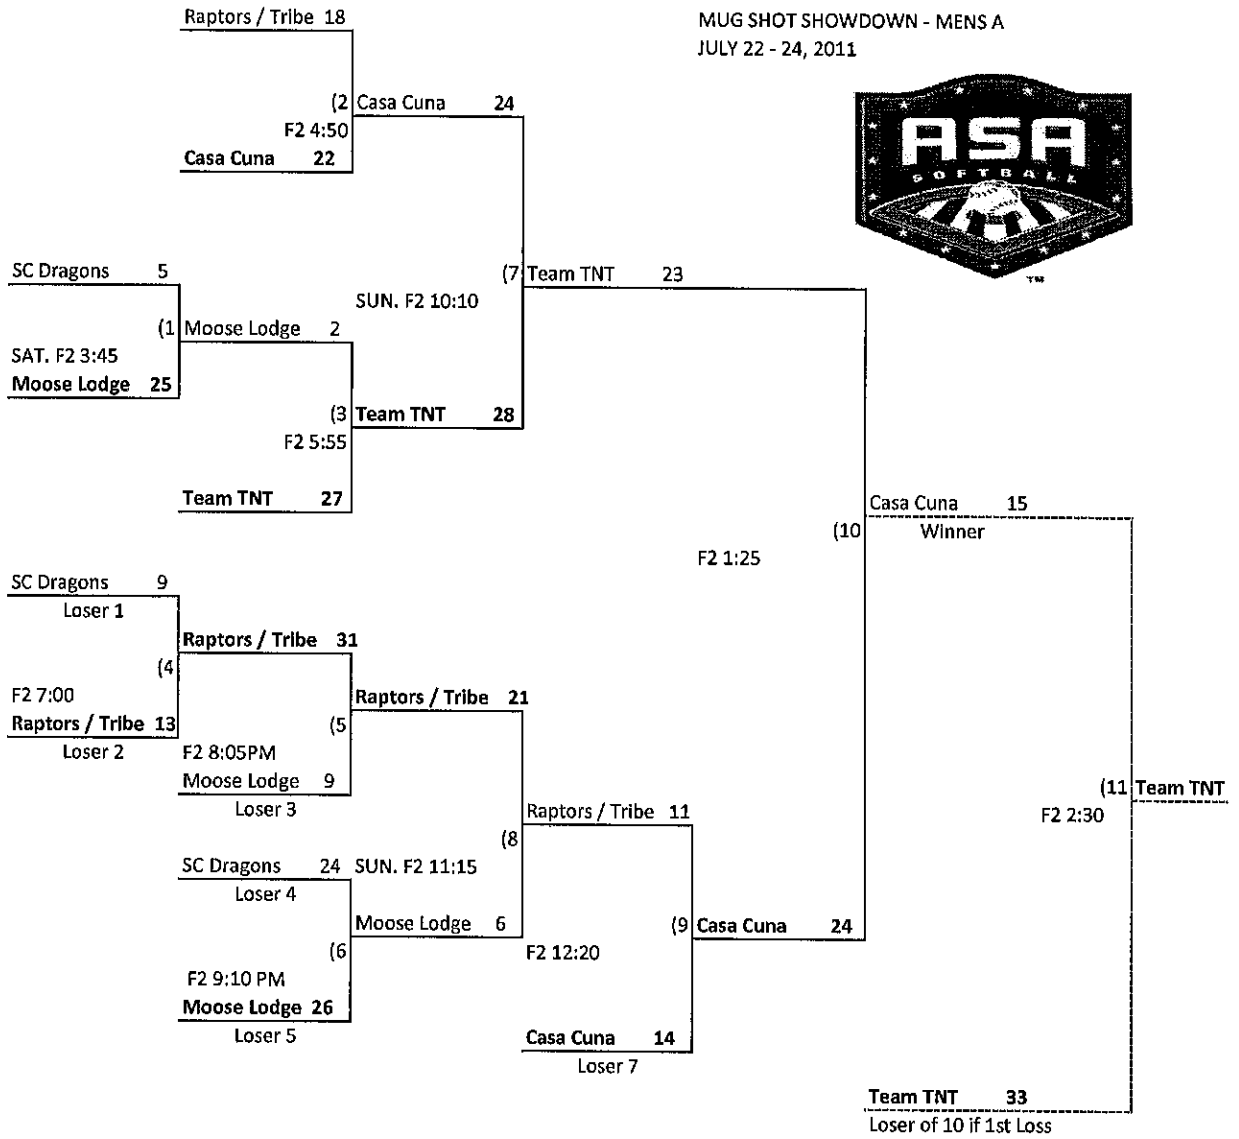 Raptors / Tribe 18
MUG SHOT SHOWDOWN - MENS A
JULY 22 - 24, 2011
ASA
SOFTBALL
TM
(2 Casa Cuna 24
F2 4:50
Casa Cuna 22
SC Dragons 5
(7 Team TNT 23
SUN. F2 10:10
(1 Moose Lodge 2
SAT. F2 3:45
Moose Lodge 25
(3 Team TNT 28
F2 5:55
Team TNT 27
Casa Cuna 15
(10 Winner
F2 1:25
SC Dragons 9
Loser 1
Raptors / Tribe 31
(4
F2 7:00
Raptors / Tribe 21
Raptors / Tribe 13
(5
Loser 2
F2 8:05PM
Moose Lodge 9
Loser 3
(11 Team TNT
F2 2:30
Raptors / Tribe 11
(8
SC Dragons 24 SUN. F2 11:15
Loser 4
Moose Lodge 6
(9 Casa Cuna 24
(6
F2 12:20
F2 9:10 PM
Moose Lodge 26
Loser 5
Casa Cuna 14
Loser 7
Team TNT 33
Loser of 10 if 1st Loss